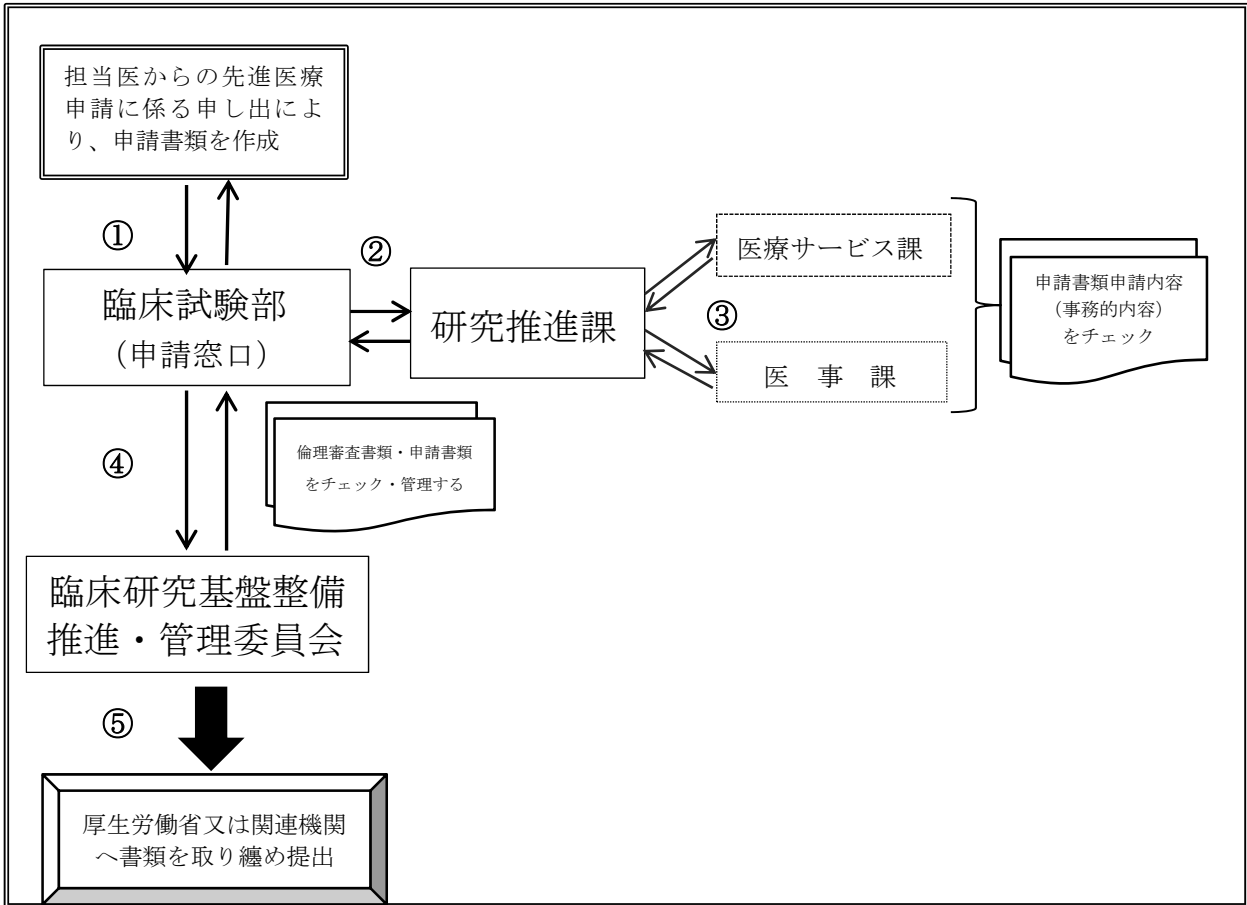 担当医からの先進医療
申請に係る申し出によ
り、申請書類を作成
①
②
臨床試験部
（申請窓口）
研究推進課
医療サービス課
③
医　事　課
申請書類申請内容
（事務的内容）
をチェック
④
倫理審査書類・申請書類
をチェック・管理する
臨床研究基盤整備
推進・管理委員会
⑤
厚生労働省又は関連機関
へ書類を取り纏め提出